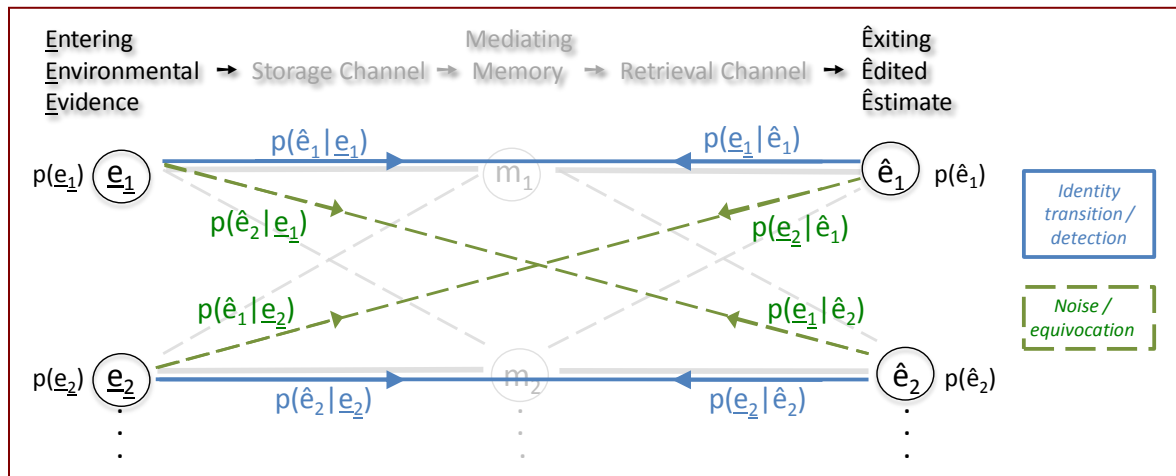 Entering
Environmental
Evidence
→ Storage Channel →
Mediating
Memory
→ Retrieval Channel →
Êxiting
Êdited
Êstimate
p(ê₁|e₁)
p(e₁|ê₁)
p(e₁)
e₁
m₁
ê₁
p(ê₁)
p(ê₂|e₁)
p(e₂|ê₁)
Identity
transition /
detection
p(ê₁|e₂)
p(e₁|ê₂)
Noise /
equivocation
p(e₂)
e₂
m₂
ê₂
p(ê₂)
p(ê₂|e₂)
p(e₂|ê₂)